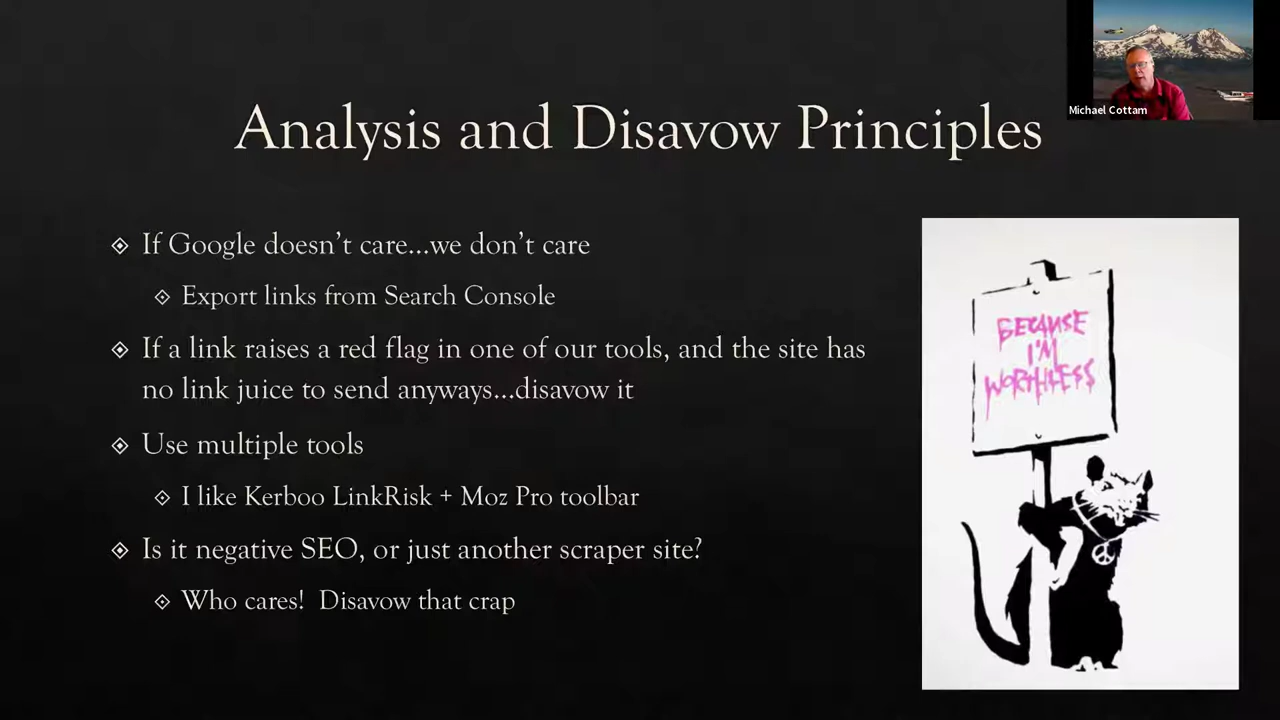 Michael Cottam
Analysis and Disavow Principles
If Google doesn't care...we don't care
Export links from Search Console
If a link raises a red flag in one of our tools, and the site has
no link juice to send anyways...disavow it
Use multiple tools
I like Kerboo LinkRisk + Moz Pro toolbar
Is it negative SEO, or just another scraper site?
Who cares!  Disavow that crap
BECAUSE
I'M
WORTHLESS